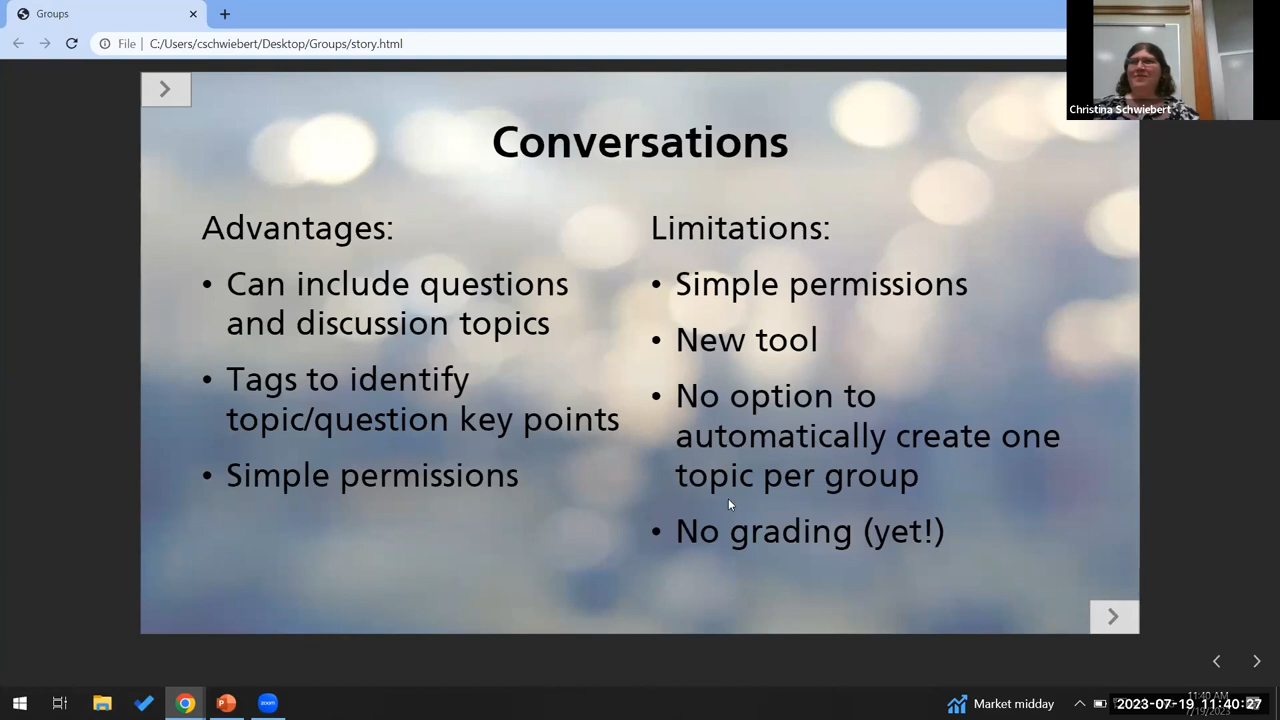 Groups
File
C:/Users/cschwiebert/Desktop/Groups/story.html
Christina Schwiebert
Conversations
Advantages:
• Can include questions
and discussion topics
• Tags to identify
topic/question key points
• Simple permissions
Limitations:
• Simple permissions
• New tool
• No option to
automatically create one
topic per group
• No grading (yet!)
zoom
Market midday
2023-07-19 11:40:27